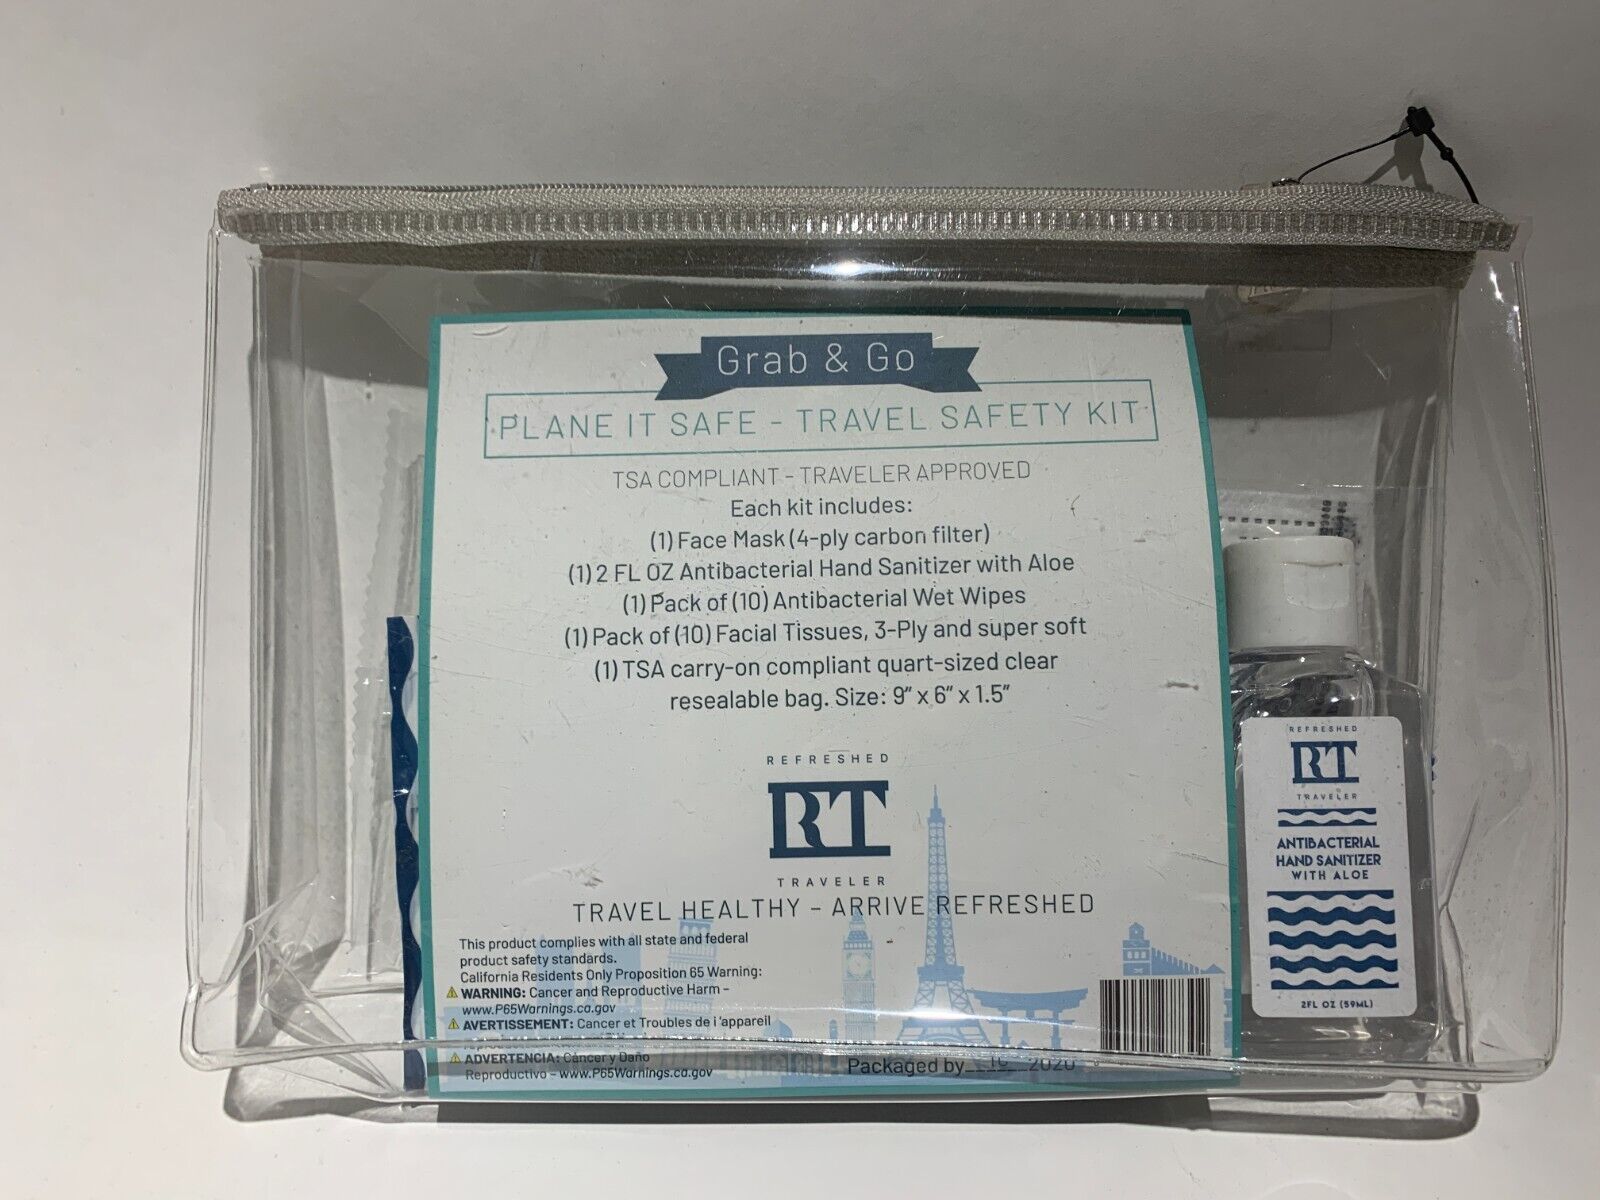 Grab & Go
PLANE IT SAFE - TRAVEL SAFETY KIT
TSA COMPLIANT - TRAVELER APPROVED
Each kit includes:
(1) Face Mask (4-ply carbon filter)
(1) 2 FL OZ Antibacterial Hand Sanitizer with Aloe
(1) Pack of (10) Antibacterial Wet Wipes
(1) Pack of (10) Facial Tissues, 3-Ply and super soft
(1) TSA carry-on compliant quart-sized clear
resealable bag. Size: 9" x 6" x 1.5"
REFRESHED
RT
TRAVELER
TRAVEL HEALTHY - ARRIVE REFRESHED
This product complies with all state and federal
product safety standards.
California Residents Only Proposition 65 Warning:
WARNING: Cancer and Reproductive Harm -
www.P65Warnings.ca.gov
AVERTISSEMENT: Cancer et Troubles de i 'appareil
ADVERTENCIA: Cáncer y Daño
Reproductivo - www.P65Warnings.ca.gov
Packaged by 2020
REFRESHED
RT
TRAVELER
ANTIBACTERIAL
HAND SANITIZER
WITH ALOE
2FL OZ (59ML)